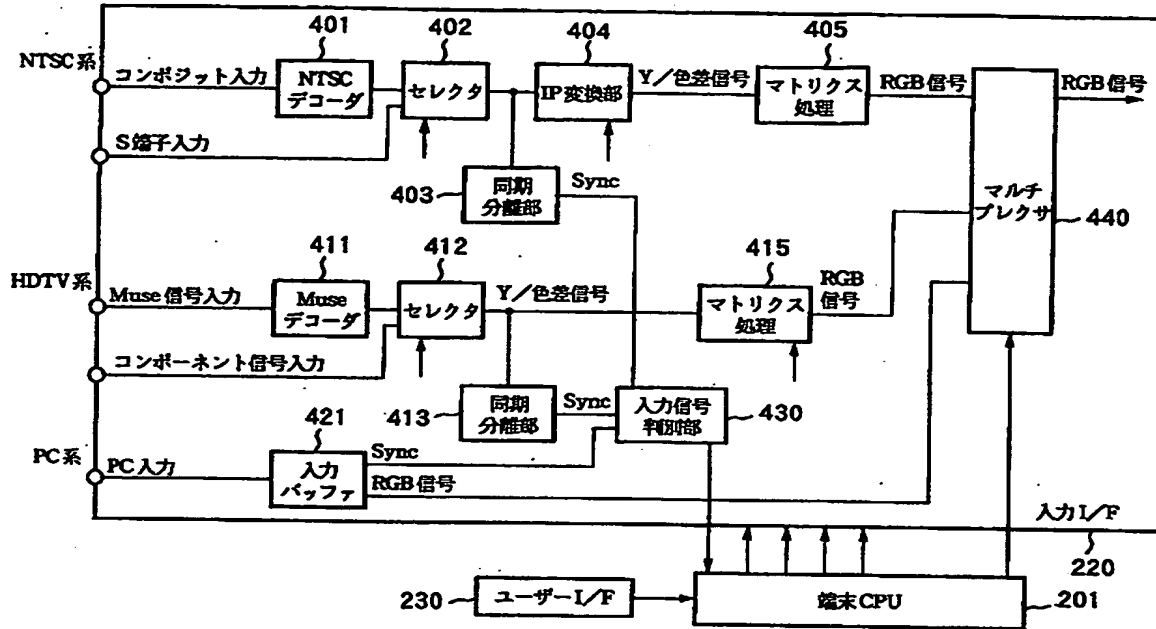 401
402
404
405
NTSC系
コンポジット入力
NTSC
デコーダ
セレクタ
IP変換部
Y/色差信号
マトリクス
処理
RGB信号
RGB信号
S端子入力
403
同期
分離部
Sync
マルチ
プレクサ
440
411
412
415
HDTV系
Muse信号入力
Muse
デコーダ
セレクタ
Y/色差信号
マトリクス
処理
RGB
信号
コンポーネント信号入力
413
同期
分離部
Sync
入力信号
判別部
430
421
PC系
PC入力
入力
バッファ
Sync
RGB信号
入力I/F
220
230
ユーザーI/F
端末CPU
201